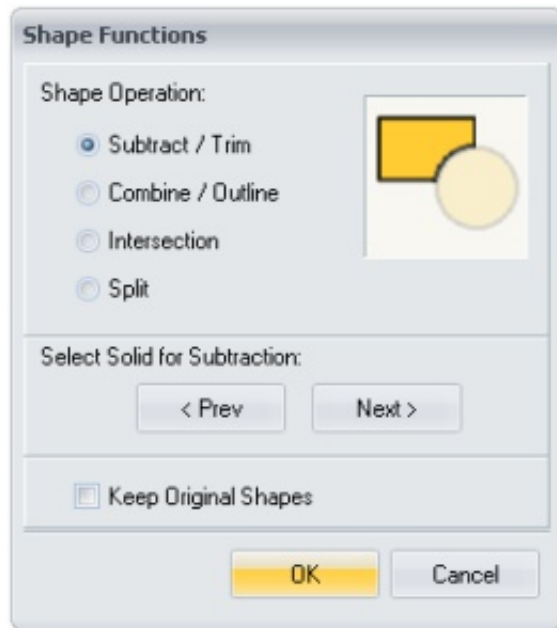 Shape Functions
Shape Operation:
Subtract / Trim
Combine / Outline
Intersection
Split
Select Solid for Subtraction:
< Prev
Next >
Keep Original Shapes
OK
Cancel